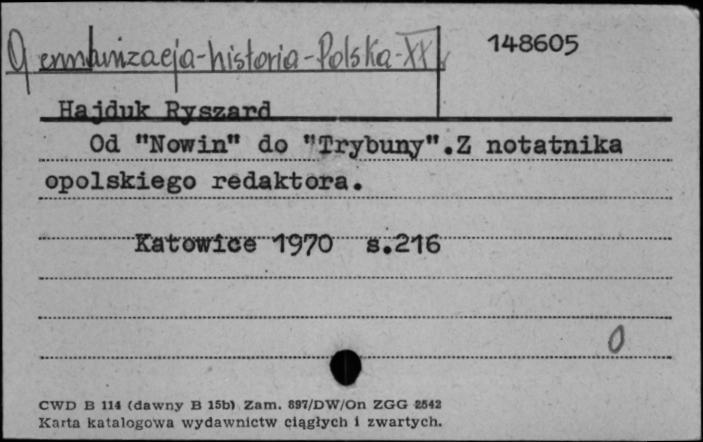 Germanizacja-historia-Polska-XX w
148605
Hajduk Ryszard
Od "Nowin" do "Trybuny".Z notatnika
opolskiego redaktora.
Katowice 1970 s.216
0
CWD B 114 (dawny B 15b) Zam. 897/DW/On ZGG 2542
Karta katalogowa wydawnictw ciągłych i zwartych.